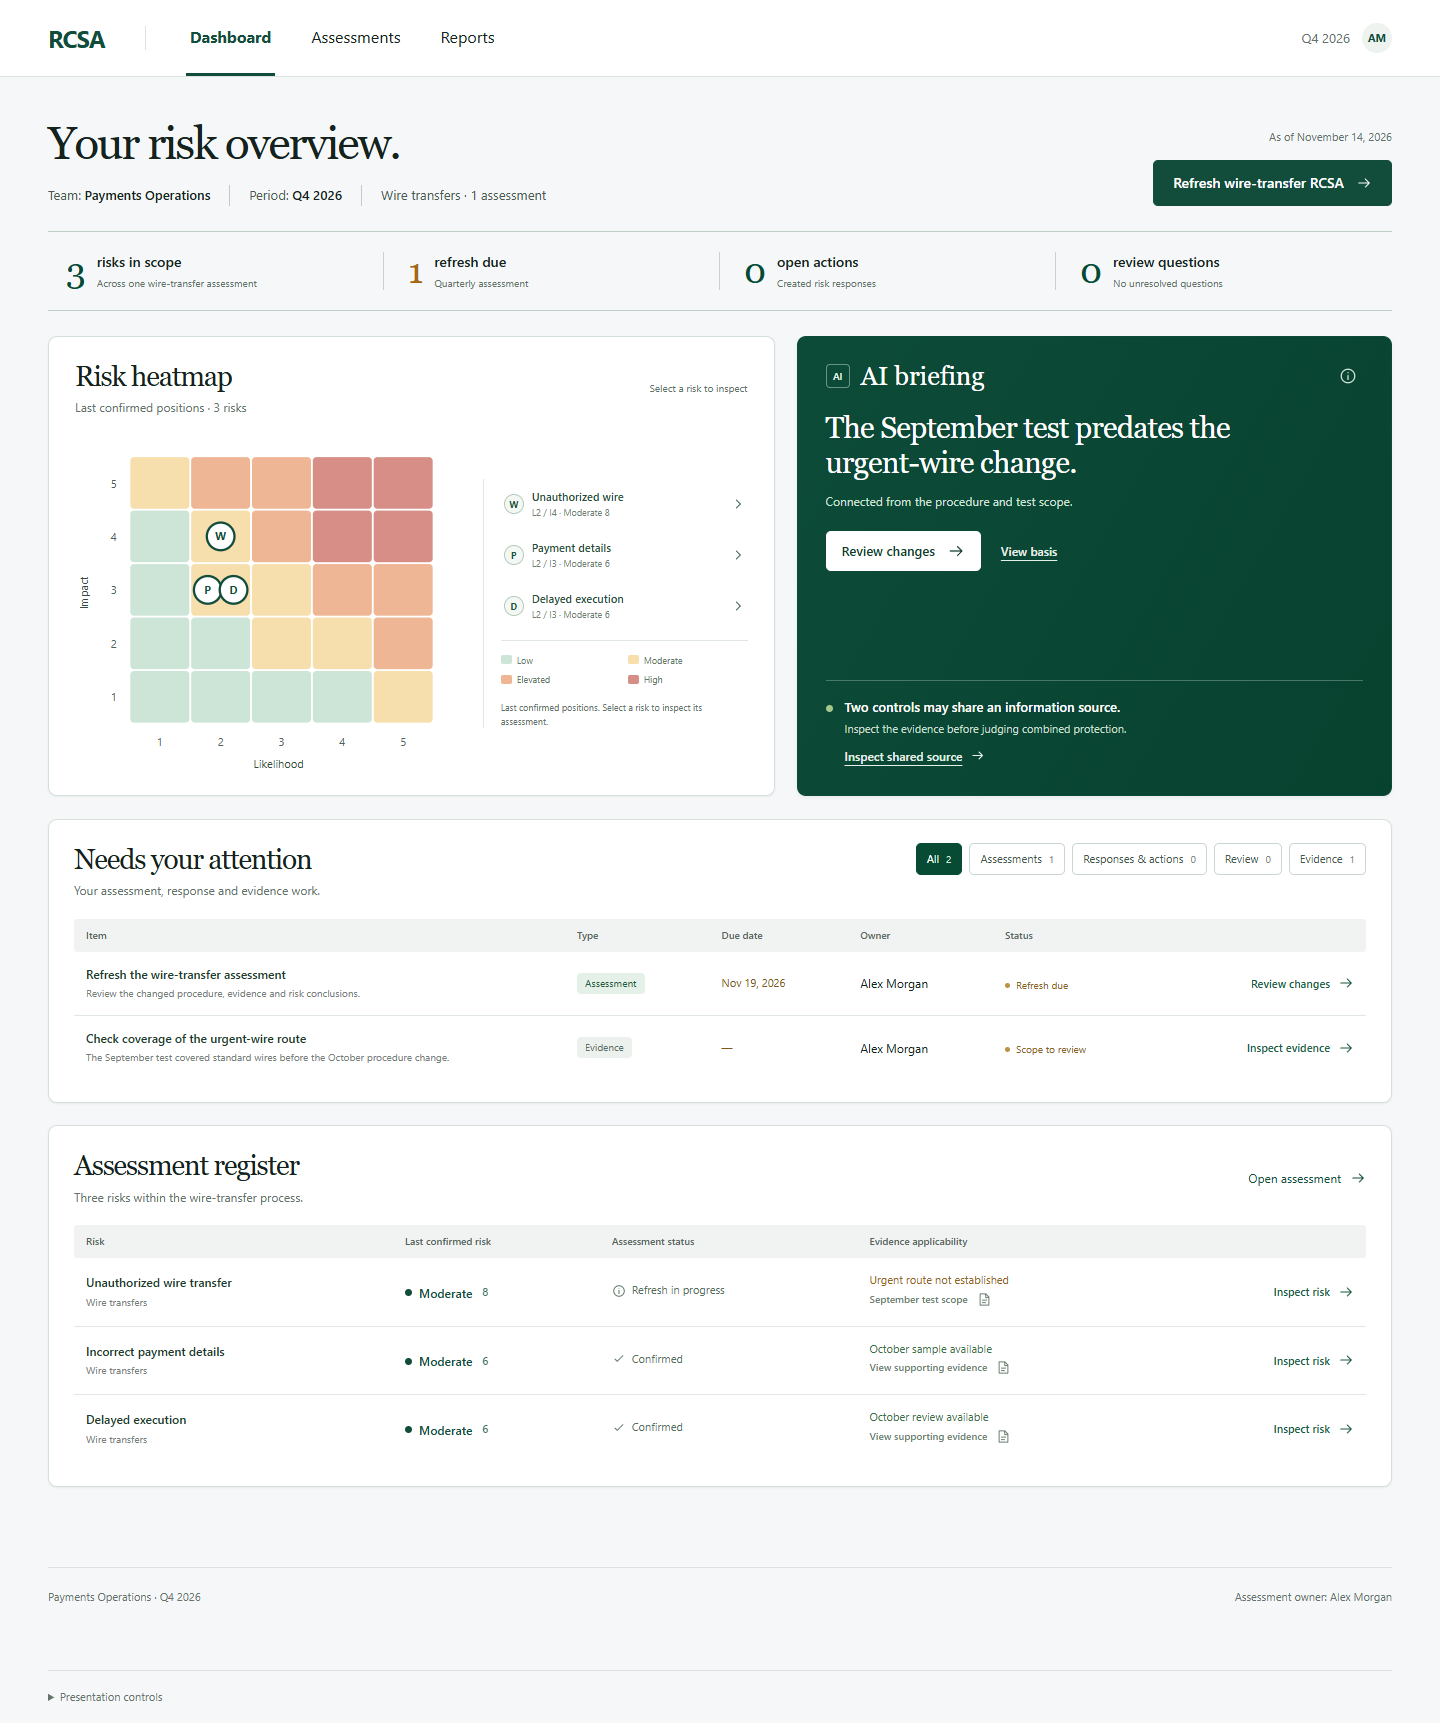 RCSA
Dashboard
Assessments
Reports
Q4 2026
AM
Your risk overview.
As of November 14, 2026
Team: Payments Operations
Period: Q4 2026
Wire transfers · 1 assessment
Refresh wire-transfer RCSA →
3
risks in scope
Across one wire-transfer assessment
1
refresh due
Quarterly assessment
0
open actions
Created risk responses
0
review questions
No unresolved questions
Risk heatmap
Last confirmed positions · 3 risks
Select a risk to inspect
Impact
5
4
3
2
1
W
P
D
1
2
3
4
5
Likelihood
W
Unauthorized wire
L2 / I4 · Moderate 8
P
Payment details
L2 / I3 · Moderate 6
D
Delayed execution
L2 / I3 · Moderate 6
Low
Moderate
Elevated
High
Last confirmed positions. Select a risk to inspect its
assessment.
AI
AI briefing
The September test predates the
urgent-wire change.
Connected from the procedure and test scope.
Review changes →
View basis
Two controls may share an information source.
Inspect the evidence before judging combined protection.
Inspect shared source →
Needs your attention
Your assessment, response and evidence work.
All 2
Assessments 1
Responses & actions 0
Review 0
Evidence 1
Item
Type
Due date
Owner
Status
Refresh the wire-transfer assessment
Review the changed procedure, evidence and risk conclusions.
Assessment
Nov 19, 2026
Alex Morgan
Refresh due
Review changes →
Check coverage of the urgent-wire route
The September test covered standard wires before the October procedure change.
Evidence
—
Alex Morgan
Scope to review
Inspect evidence →
Assessment register
Three risks within the wire-transfer process.
Open assessment →
Risk
Last confirmed risk
Assessment status
Evidence applicability
Unauthorized wire transfer
Wire transfers
Moderate 8
Refresh in progress
Urgent route not established
September test scope
Inspect risk →
Incorrect payment details
Wire transfers
Moderate 6
Confirmed
October sample available
View supporting evidence
Inspect risk →
Delayed execution
Wire transfers
Moderate 6
Confirmed
October review available
View supporting evidence
Inspect risk →
Payments Operations · Q4 2026
Assessment owner: Alex Morgan
Presentation controls